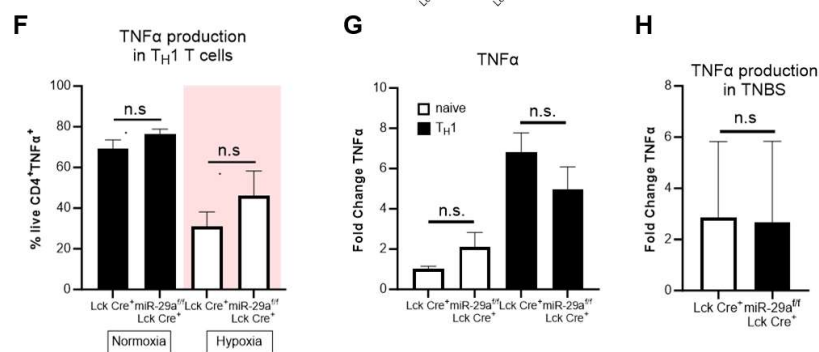 F
TNFα production
in TH1 T cells
% live CD4+TNFα+
100
80
60
40
20
0
n.s
n.s
Lck Cre+ miR-29af/f Lck Cre+ miR-29af/f
Lck Cre+ Lck Cre+
Normoxia Hypoxia
G
TNFα
Fold Change TNFα
10
8
6
4
2
0
naive
TH1
n.s.
n.s.
Lck Cre+ miR-29af/f Lck Cre+ miR-29af/f
Lck Cre+ Lck Cre+
H
TNFα production
in TNBS
Fold Change TNFα
8
6
4
2
0
n.s
Lck Cre+ miR-29af/f
Lck Cre+